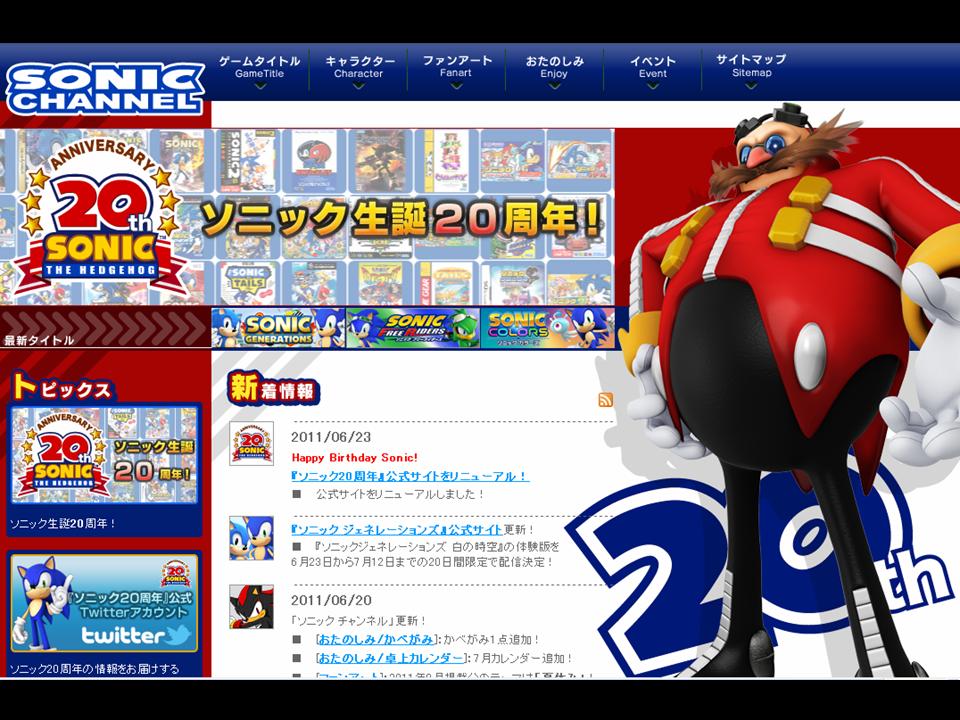 SONIC
CHANNEL
ゲームタイトル
GameTitle
キャラクター
Character
ファンアート
Fanart
おたのしみ
Enjoy
イベント
Event
サイトマップ
Sitemap
ANNIVERSARY
20th
SONIC
THE HEDGEHOG
ソニック生誕20周年！
最新タイトル
SONIC
GENERATIONS
SONIC
FREE RIDERS
SONIC
COLORS
ソニック カラーズ
トピックス
ANNIVERSARY
20th
SONIC
THE HEDGEHOG
ソニック生誕
20周年！
ソニック生誕20周年！
『ソニック20周年』公式
Twitterアカウント
twitter
ソニック20周年の情報をお届けする
新着情報
2011/06/23
Happy Birthday Sonic!
『ソニック20周年』公式サイトをリニューアル！
■ 公式サイトをリニューアルしました！
『ソニック ジェネレーションズ』公式サイト更新！
■ 『ソニックジェネレーションズ 白の時空』の体験版を
6月23日から7月12日までの20日間限定で配信決定！
2011/06/20
「ソニック チャンネル」更新！
■ [おたのしみ/かべがみ]：かべがみ1点追加！
■ [おたのしみ/卓上カレンダー]：7月カレンダー追加！
20th